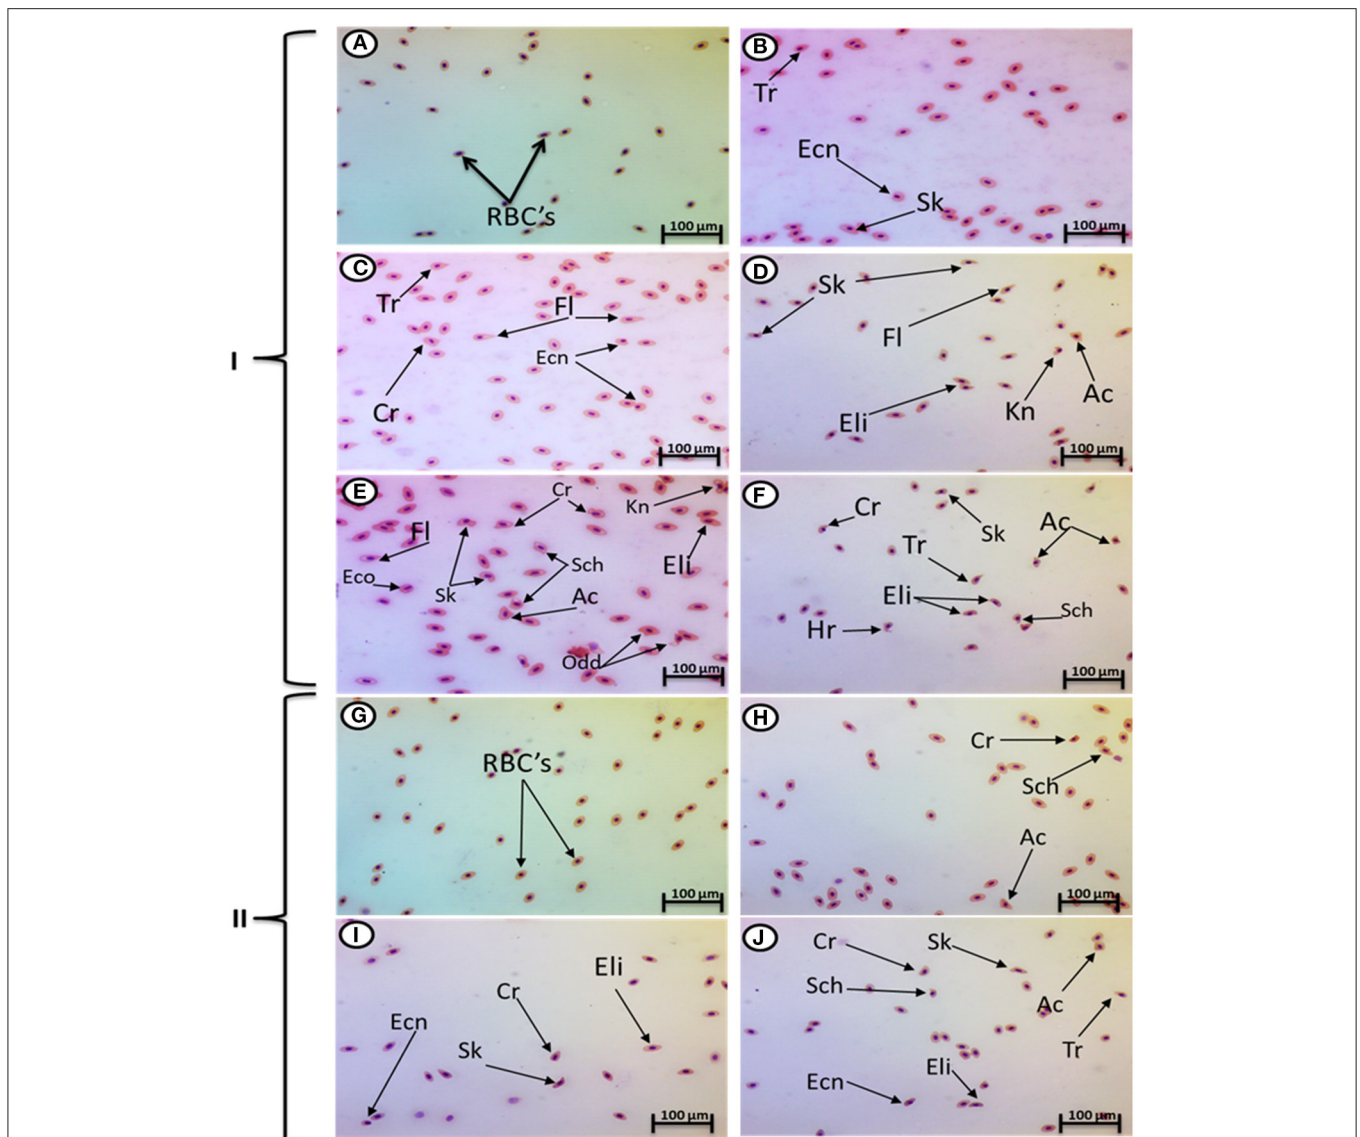 I
A
RBC's
100 μm
B
Tr
Ecn
Sk
100 μm
C
Tr
Fl
Ecn
Cr
100 μm
D
Sk
Fl
Ac
Kn
Eli
100 μm
E
Cr
Kn
Fl
Eli
Sch
Eco
Sk
Ac
Odd
100 μm
F
Cr
Sk
Ac
Tr
Eli
Sch
Hr
100 μm
II
G
RBC's
100 μm
H
Cr
Sch
Ac
100 μm
I
Eli
Cr
Ecn
Sk
100 μm
J
Cr
Sk
Sch
Ac
Tr
Eli
Ecn
100 μm